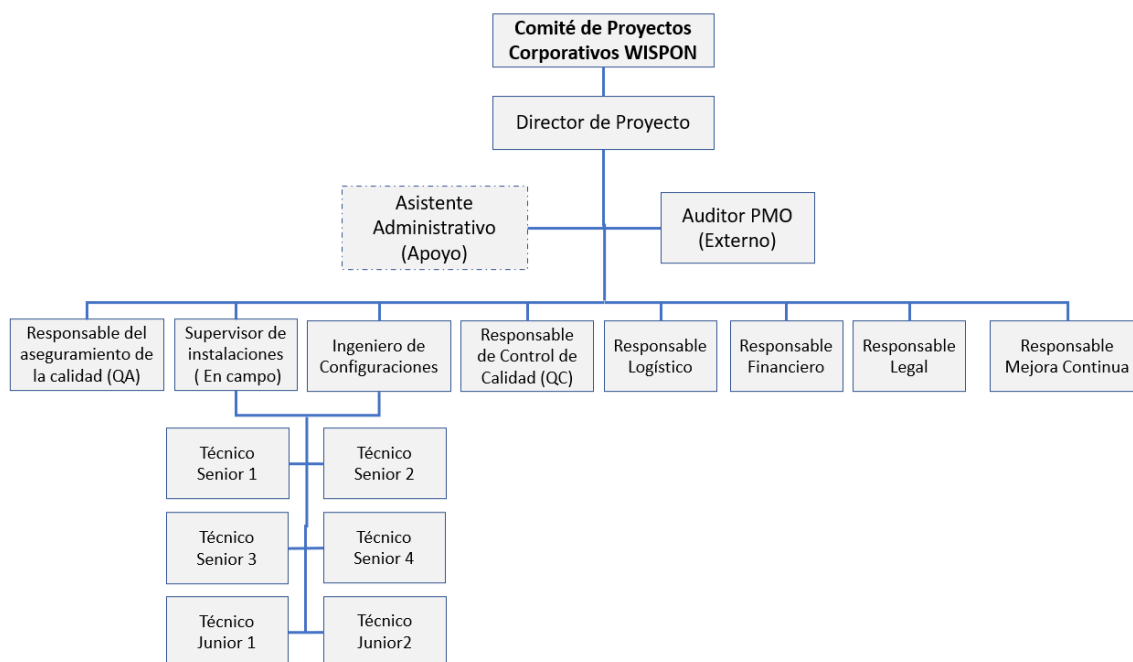 Comité de Proyectos
Corporativos WISPON
Director de Proyecto
Asistente
Administrativo
(Apoyo)
Auditor PMO
(Externo)
Responsable del
aseguramiento de
la calidad (QA)
Supervisor de
instalaciones
( En campo)
Ingeniero de
Configuraciones
Responsable
de Control de
Calidad (QC)
Responsable
Logístico
Responsable
Financiero
Responsable
Legal
Responsable
Mejora Continua
Técnico
Senior 1
Técnico
Senior 2
Técnico
Senior 3
Técnico
Senior 4
Técnico
Junior 1
Técnico
Junior2